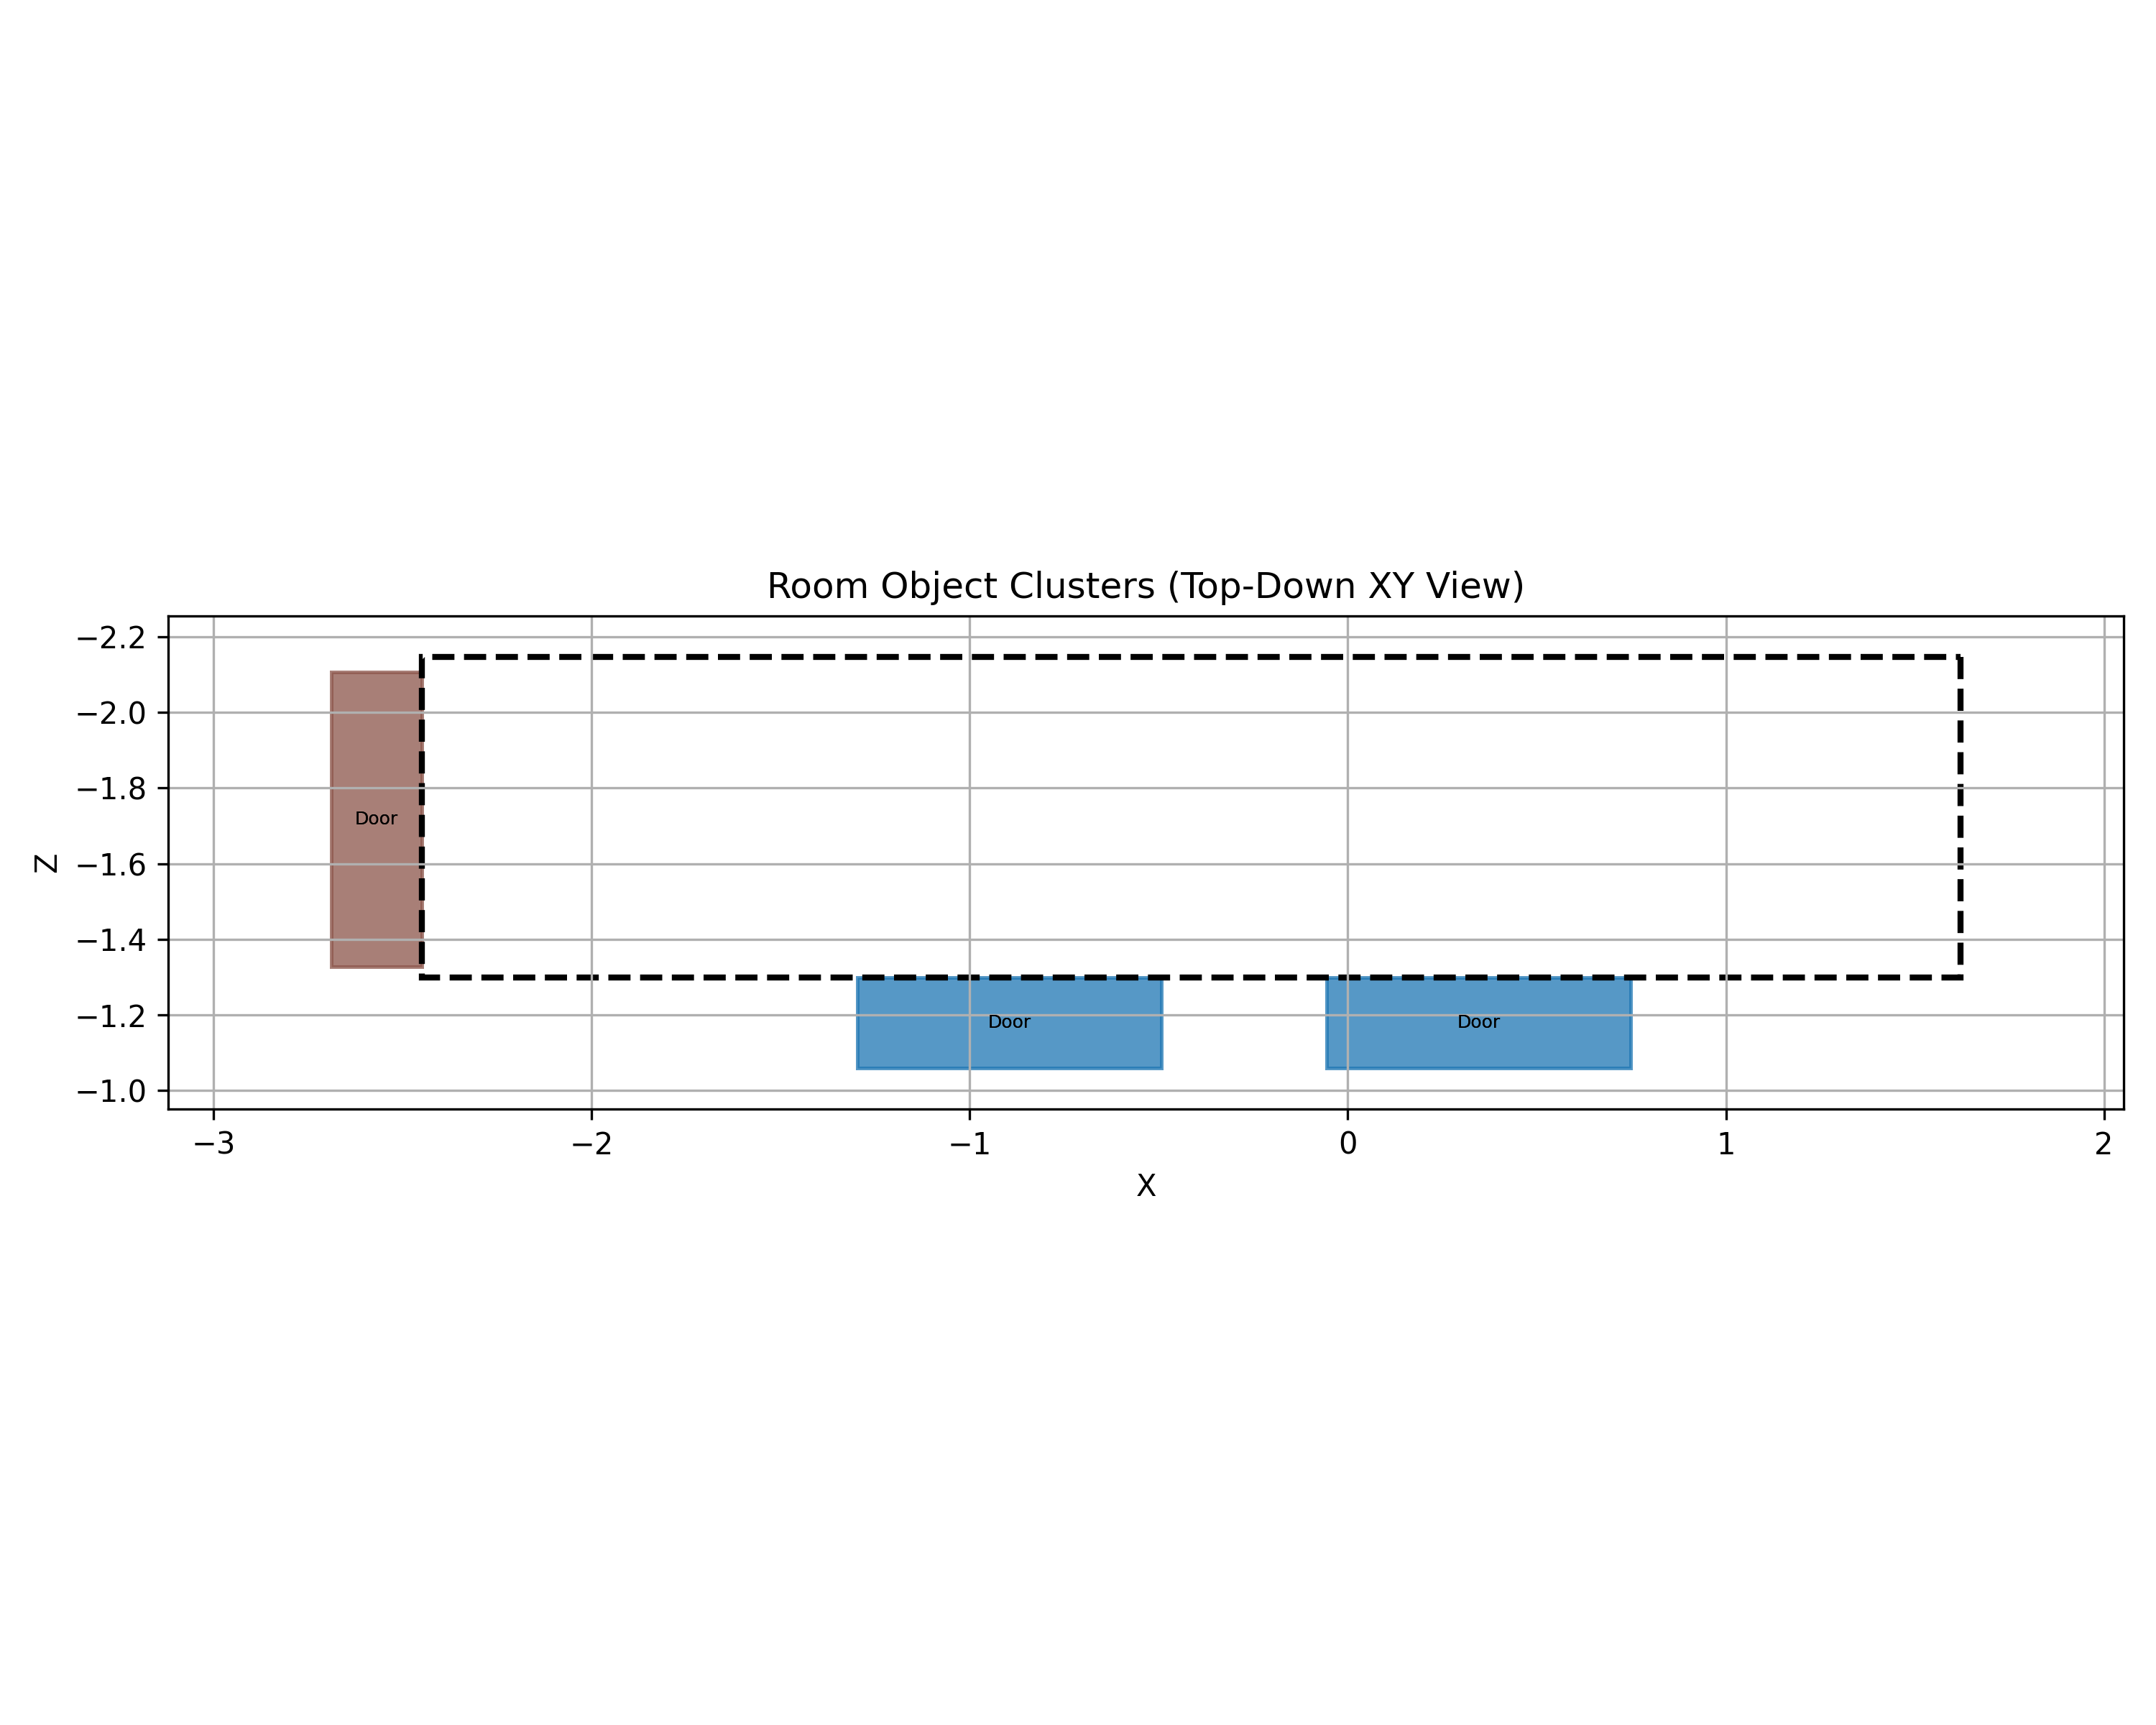 Room Object Clusters (Top-Down XY View)
−2.2
−2.0
−1.8
−1.6
−1.4
−1.2
−1.0
Z
Door
Door
Door
−3
−2
−1
0
1
2
X